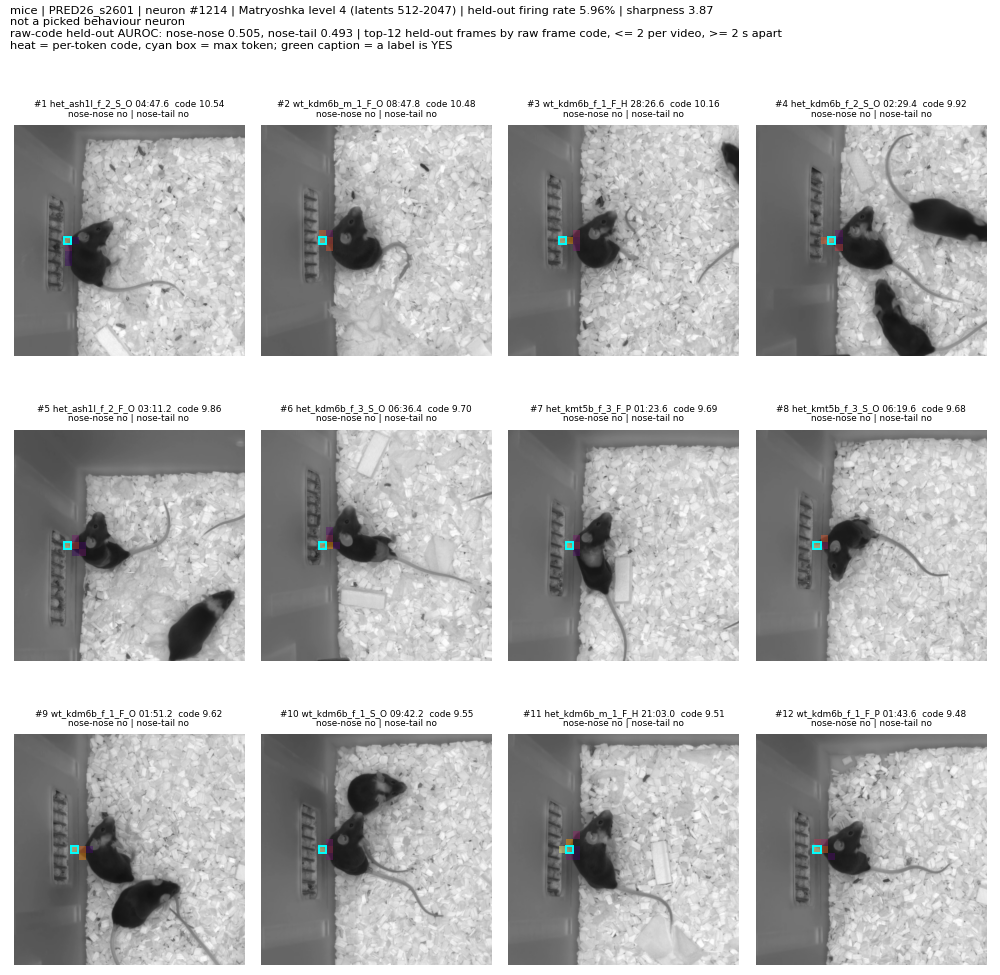 mice | PRED26_s2601 | neuron #1214 | Matryoshka level 4 (latents 512-2047) | held-out firing rate 5.96% | sharpness 3.87
not a picked behaviour neuron
raw-code held-out AUROC: nose-nose 0.505, nose-tail 0.493 | top-12 held-out frames by raw frame code, <= 2 per video, >= 2 s apart
heat = per-token code, cyan box = max token; green caption = a label is YES
#1 het_ash1l_f_2_S_O 04:47.6 code 10.54
nose-nose no | nose-tail no
#2 wt_kdm6b_m_1_F_O 08:47.8 code 10.48
nose-nose no | nose-tail no
#3 wt_kdm6b_f_1_F_H 28:26.6 code 10.16
nose-nose no | nose-tail no
#4 het_kdm6b_f_2_S_O 02:29.4 code 9.92
nose-nose no | nose-tail no
#5 het_ash1l_f_2_F_O 03:11.2 code 9.86
nose-nose no | nose-tail no
#6 het_kdm6b_f_3_S_O 06:36.4 code 9.70
nose-nose no | nose-tail no
#7 het_kmt5b_f_3_F_P 01:23.6 code 9.69
nose-nose no | nose-tail no
#8 het_kmt5b_f_3_S_O 06:19.6 code 9.68
nose-nose no | nose-tail no
#9 wt_kdm6b_f_1_F_O 01:51.2 code 9.62
nose-nose no | nose-tail no
#10 wt_kdm6b_f_1_S_O 09:42.2 code 9.55
nose-nose no | nose-tail no
#11 het_kdm6b_m_1_F_H 21:03.0 code 9.51
nose-nose no | nose-tail no
#12 wt_kdm6b_f_1_F_P 01:43.6 code 9.48
nose-nose no | nose-tail no